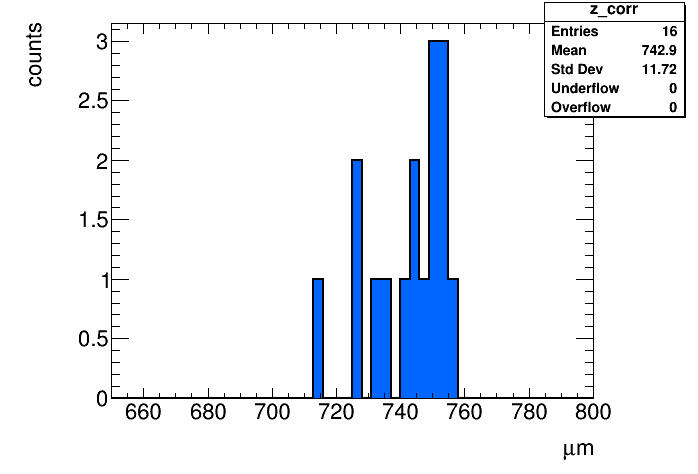 z_corr
Entries 16
Mean 742.9
Std Dev 11.72
Underflow 0
Overflow 0
counts
3
2.5
2
1.5
1
0.5
0
660 680 700 720 740 760 780 800
μm